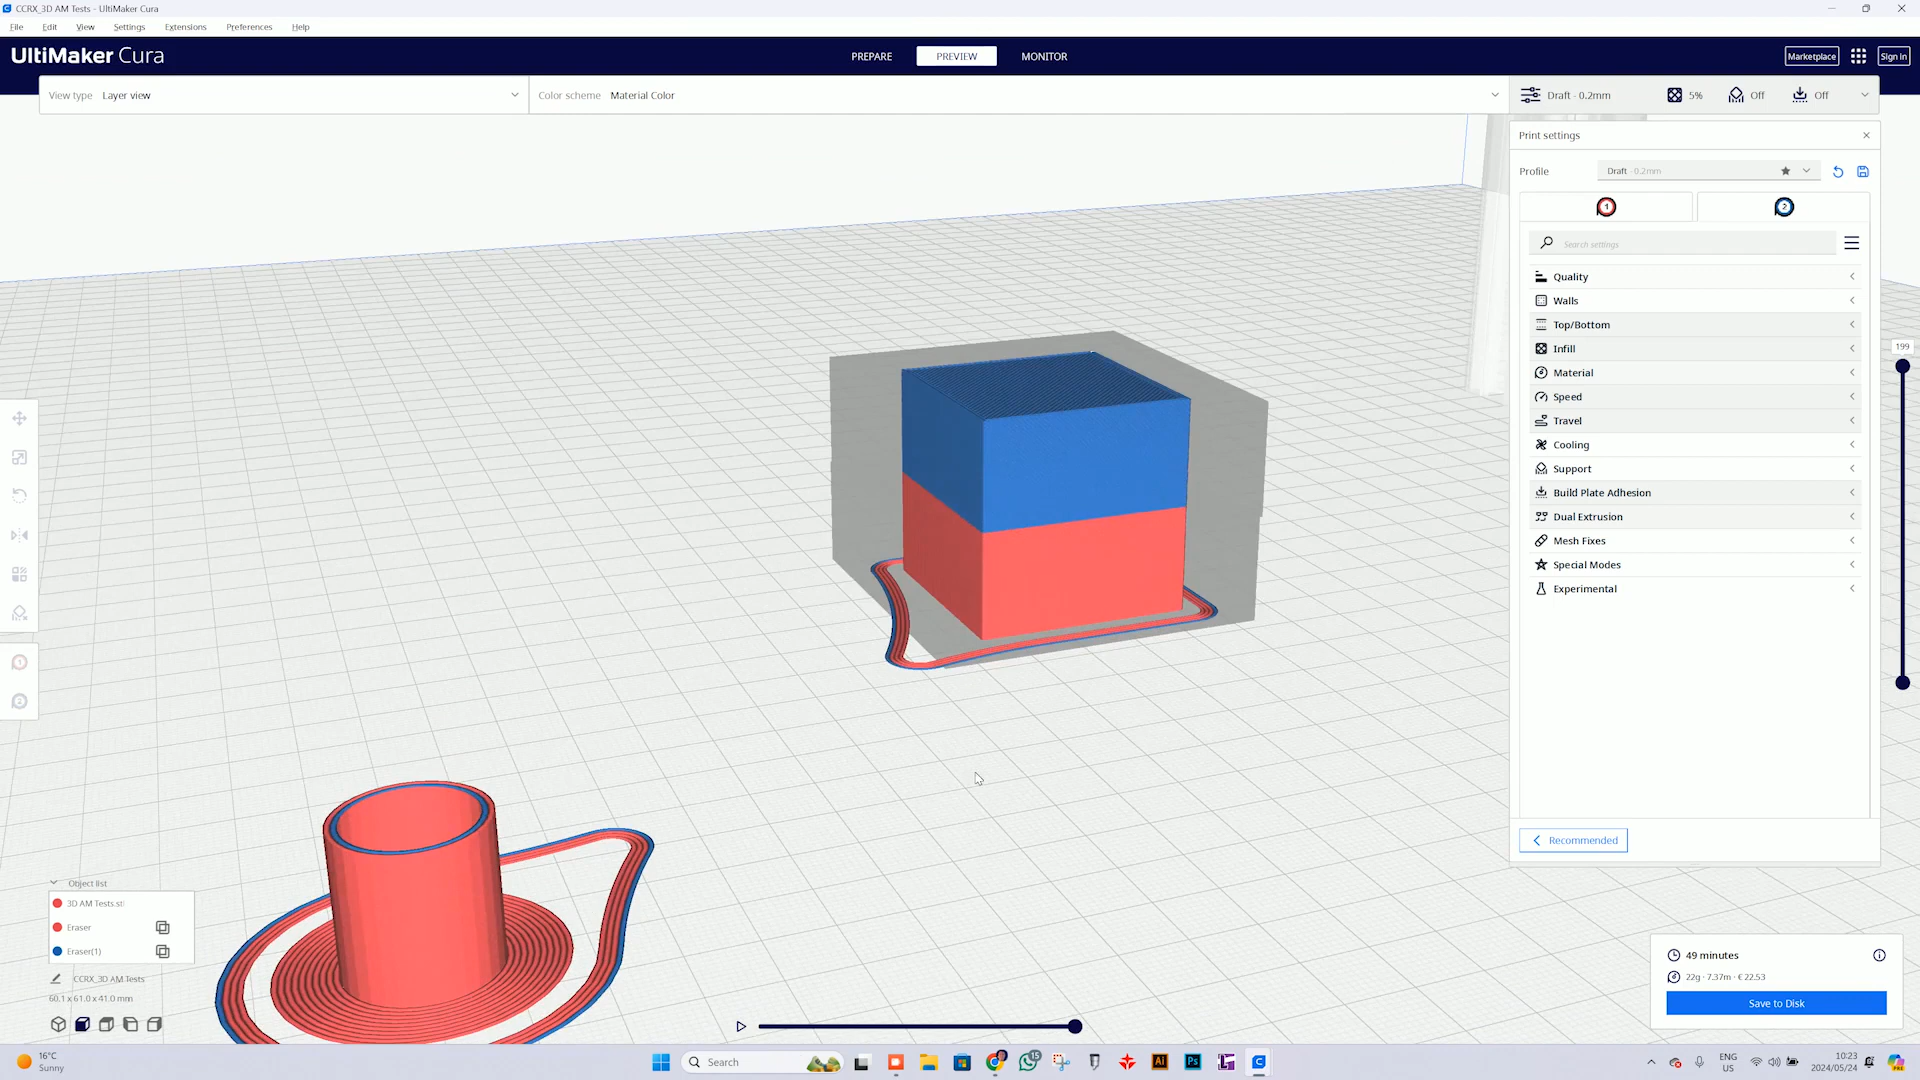 CCRX_3D AM Tests - UltiMaker Cura
File Edit View Settings Extensions Preferences Help
UltiMaker Cura
PREPARE PREVIEW MONITOR
Marketplace Sign in
View type Layer view
Color scheme Material Color
Draft - 0.2mm 5% Off Off
Print settings
Profile Draft - 0.2mm
1 2
Search settings
Quality
Walls
Top/Bottom
Infill
Material
Speed
Travel
Cooling
Support
Build Plate Adhesion
Dual Extrusion
Mesh Fixes
Special Modes
Experimental
Recommended
199
1
2
Object list
3D AM Tests.stl
Eraser
Eraser(1)
CCRX_3D AM Tests
60.1 x 61.0 x 41.0 mm
49 minutes
22g · 7.37m · € 22.53
Save to Disk
16°C
Sunny
Search
15
Ai
Ps
ENG
US
10:23
2024/05/24